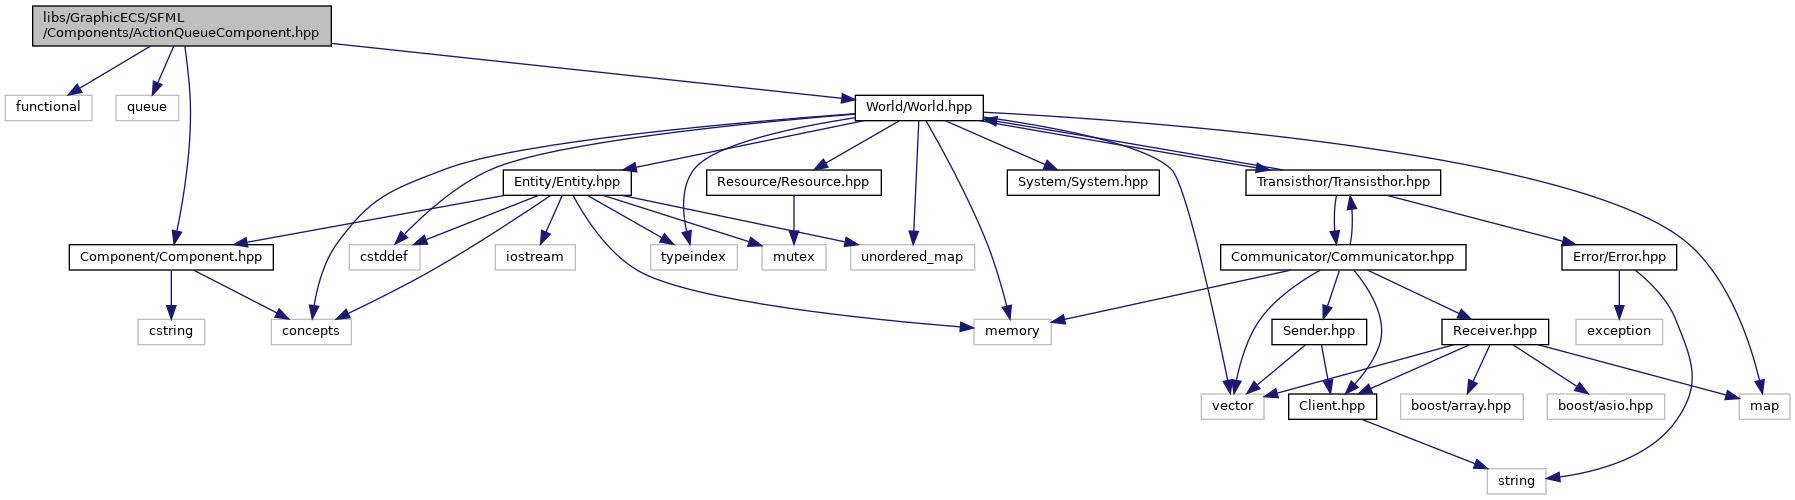 libs/GraphicECS/SFML
/Components/ActionQueueComponent.hpp
functional
queue
World/World.hpp
Entity/Entity.hpp
Resource/Resource.hpp
System/System.hpp
Transisthor/Transisthor.hpp
Component/Component.hpp
cstddef
iostream
typeindex
mutex
unordered_map
Communicator/Communicator.hpp
Error/Error.hpp
cstring
concepts
memory
Sender.hpp
Receiver.hpp
exception
vector
Client.hpp
boost/array.hpp
boost/asio.hpp
map
string